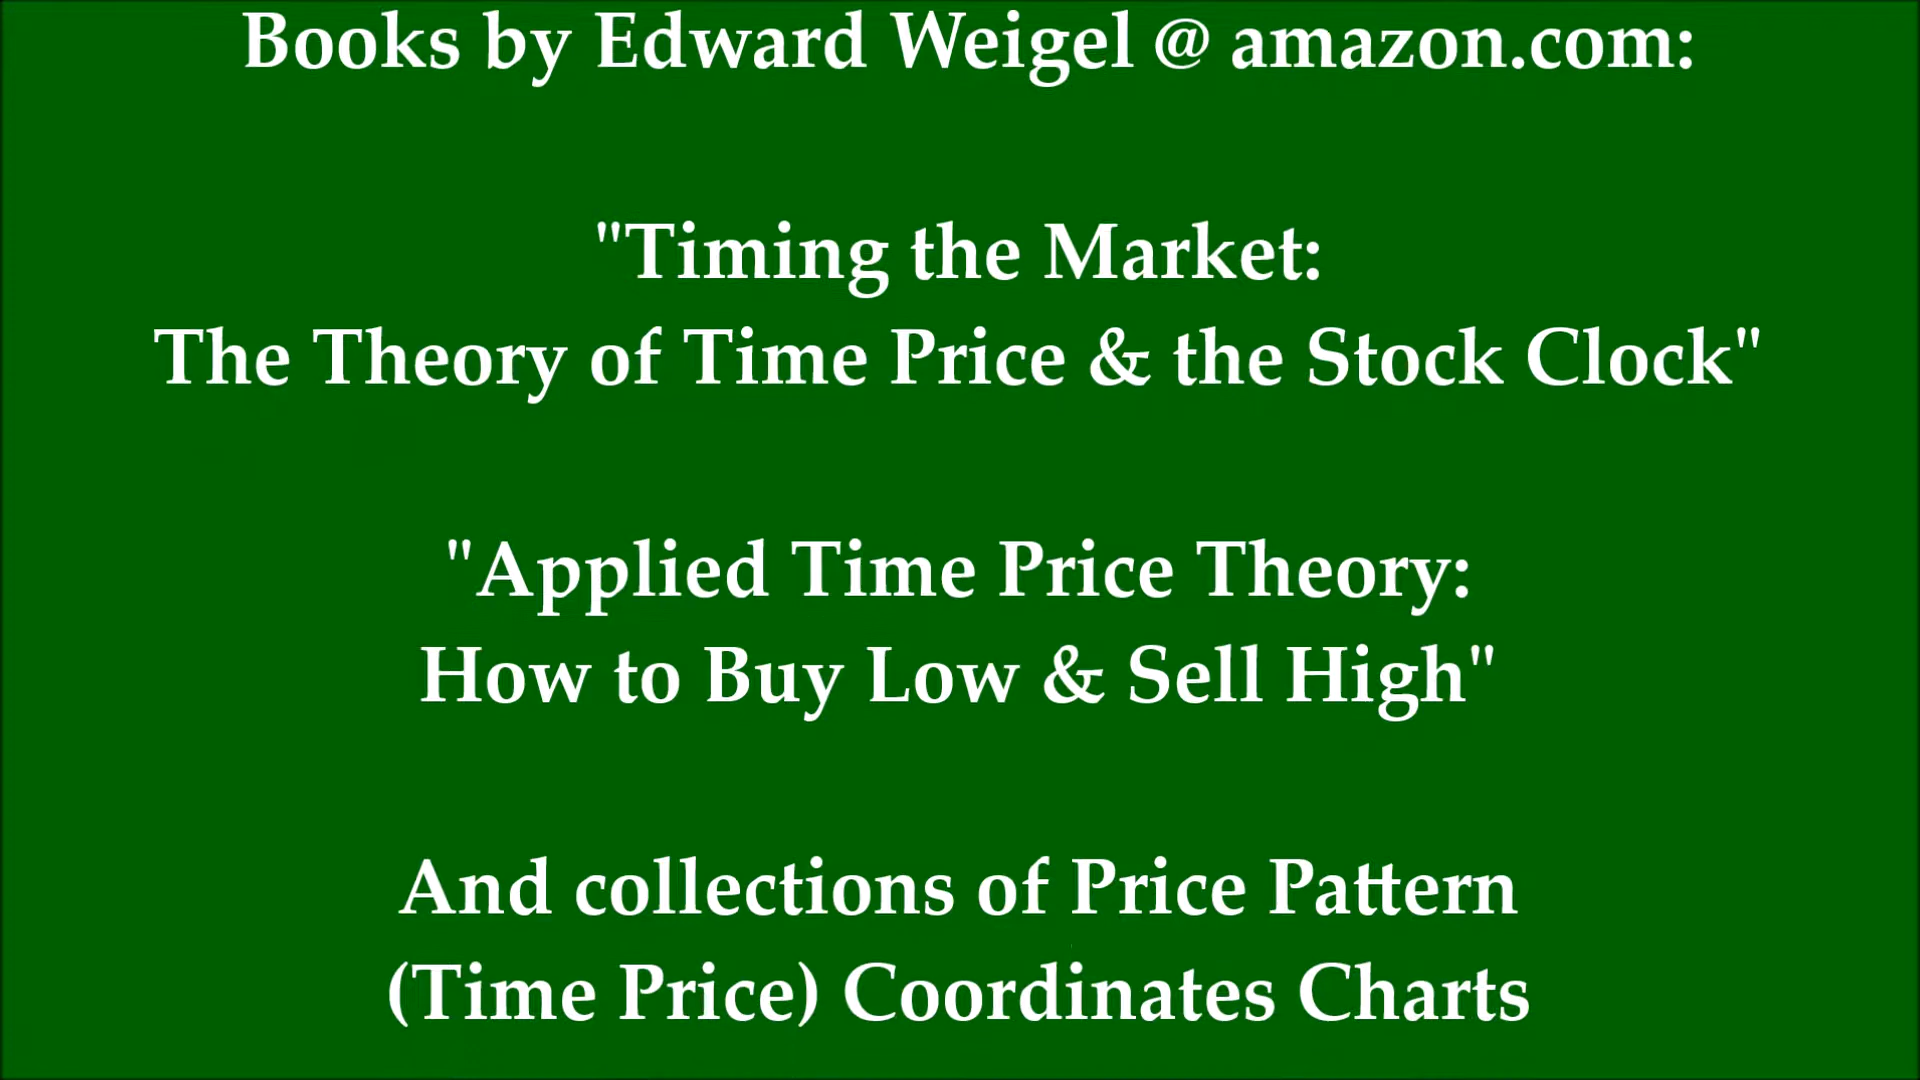 Books by Edward Weigel @ amazon.com:
"Timing the Market:
The Theory of Time Price & the Stock Clock"
"Applied Time Price Theory:
How to Buy Low & Sell High"
And collections of Price Pattern
(Time Price) Coordinates Charts